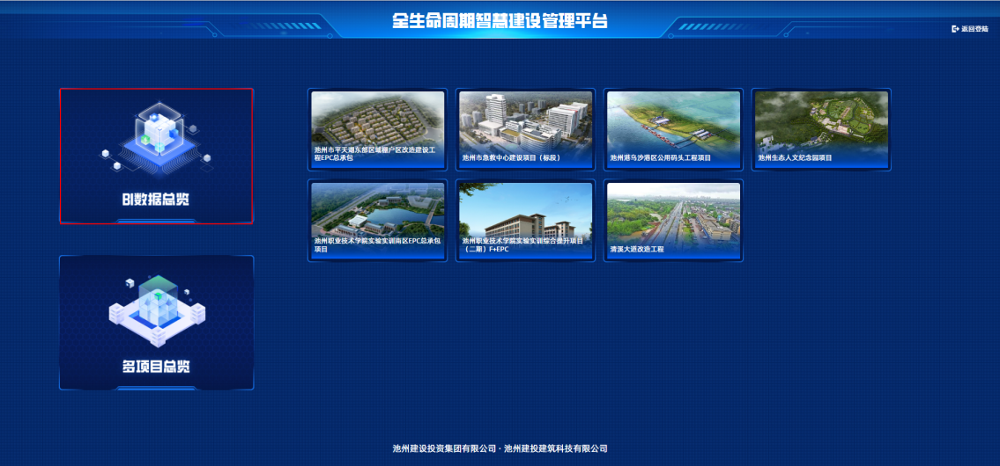 全生命周期智慧建设管理平台
返回登陆
BI数据总览
多项目总览
池州市平天湖东部区域棚户区改造建设工
程EPC总承包
池州市急救中心建设项目（标段）
池州港乌沙港区公用码头工程项目
池州生态人文纪念园项目
池州职业技术学院实验实训南区EPC总承包
项目
池州职业技术学院实验实训综合提升项目
（二期）F+EPC
清溪大道改造工程
池州建设投资集团有限公司 · 池州建投建筑科技有限公司